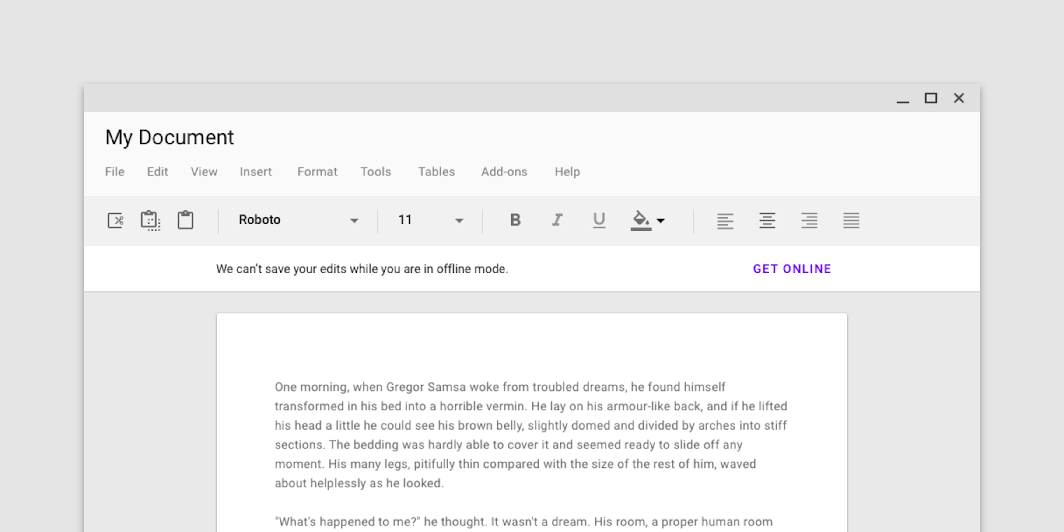 My Document
File Edit View Insert Format Tools Tables Add-ons Help
Roboto 11 B I U
We can't save your edits while you are in offline mode. GET ONLINE
One morning, when Gregor Samsa woke from troubled dreams, he found himself
transformed in his bed into a horrible vermin. He lay on his armour-like back, and if he lifted
his head a little he could see his brown belly, slightly domed and divided by arches into stiff
sections. The bedding was hardly able to cover it and seemed ready to slide off any
moment. His many legs, pitifully thin compared with the size of the rest of him, waved
about helplessly as he looked.
"What's happened to me?" he thought. It wasn't a dream. His room, a proper human room